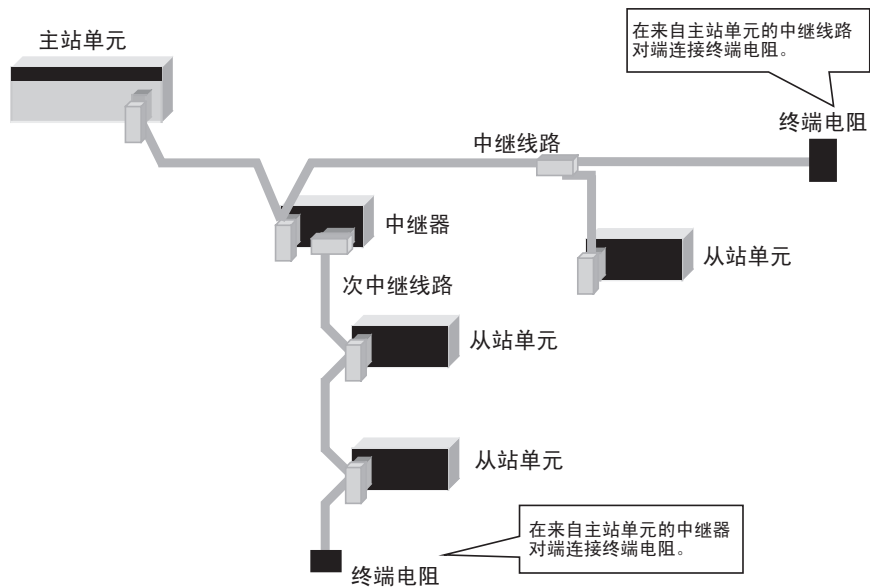 主站单元
在来自主站单元的中继线路
对端连接终端电阻。
终端电阻
中继线路
中继器
从站单元
次中继线路
从站单元
从站单元
在来自主站单元的中继器
对端连接终端电阻。
终端电阻